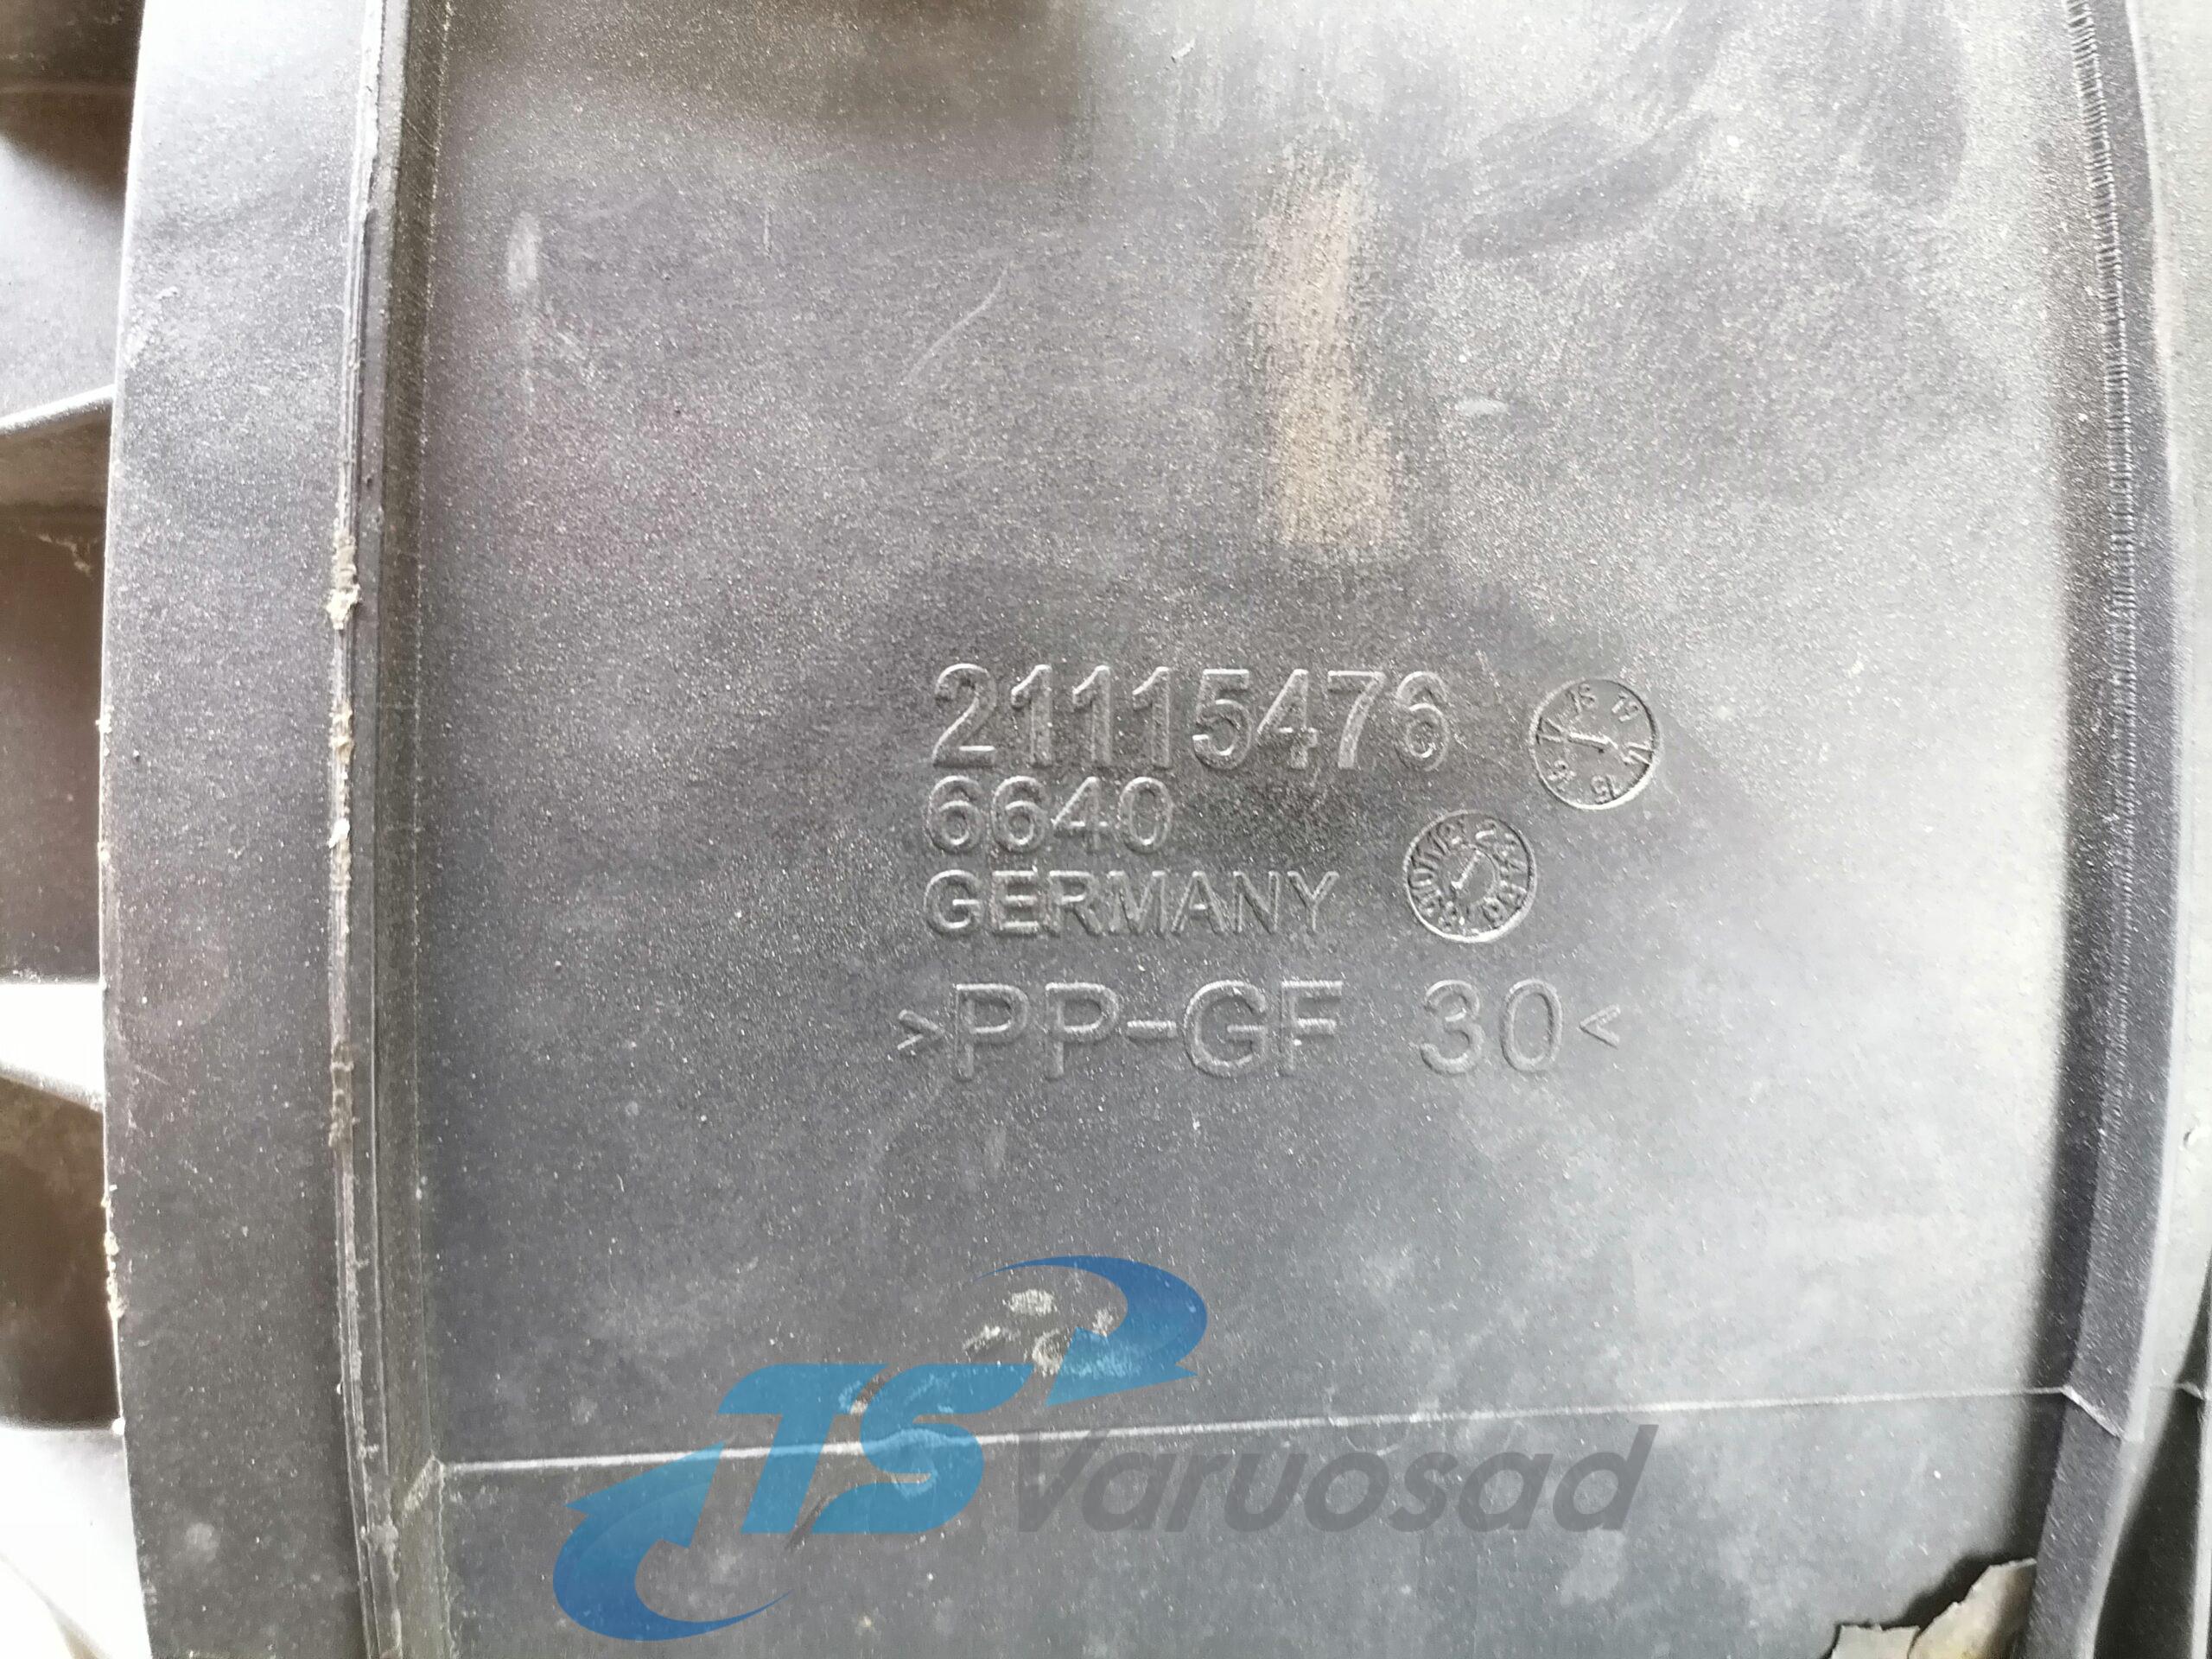 21115476
6640
GERMANY
>PP-GF 30<
TS Varuosad